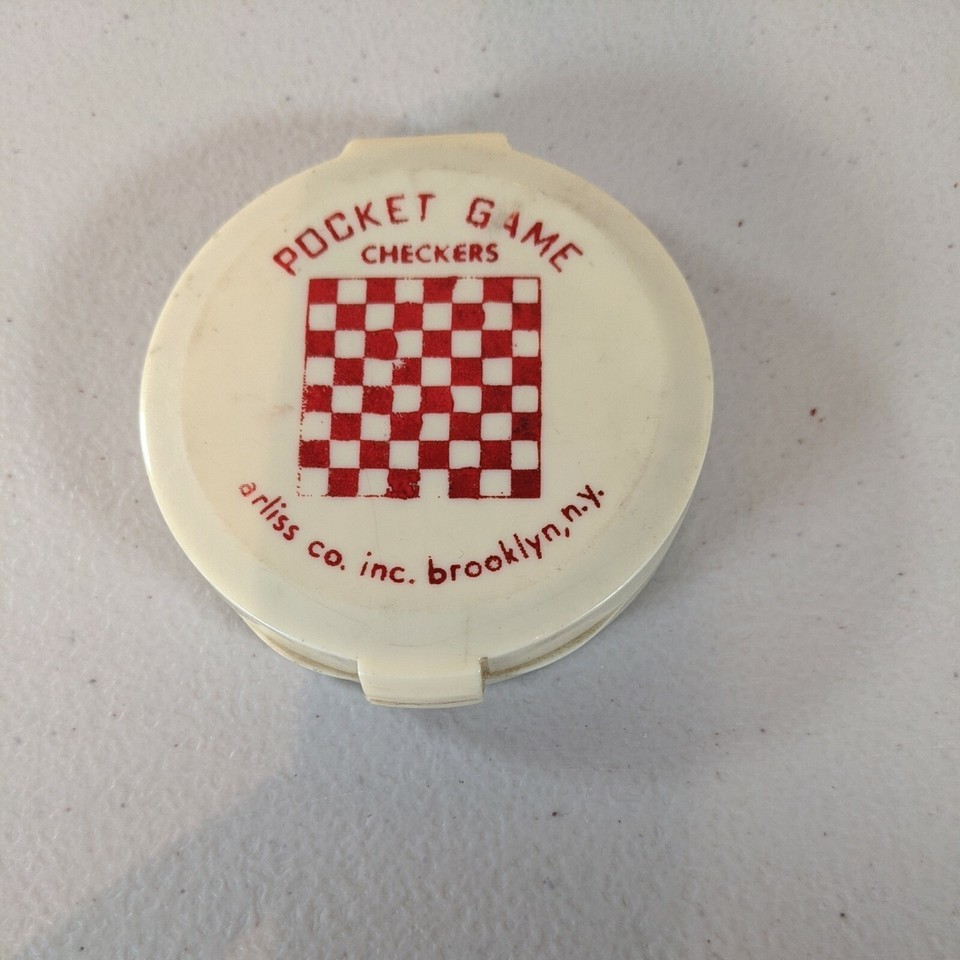 POCKET GAME
CHECKERS
arliss co. inc. brooklyn, n.y.